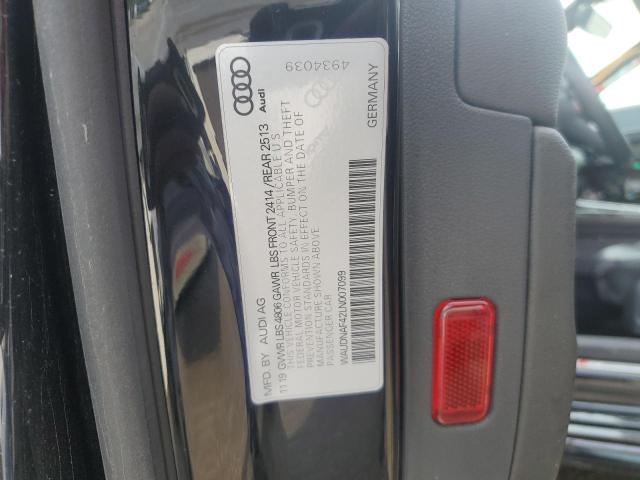 4934039
Audi
MFD. BY AUDI AG
11 19 GVWR LBS 4806 GAWR LBS FRONT 2414 / REAR 2513
THIS VEHICLE CONFORMS TO ALL APPLICABLE U S
FEDERAL MOTOR VEHICLE SAFETY, BUMPER AND THEFT
PREVENTION STANDARDS IN EFFECT ON THE DATE OF
MANUFACTURE SHOWN ABOVE
PASSENGER CAR
WAUDNAF42LN007099
GERMANY